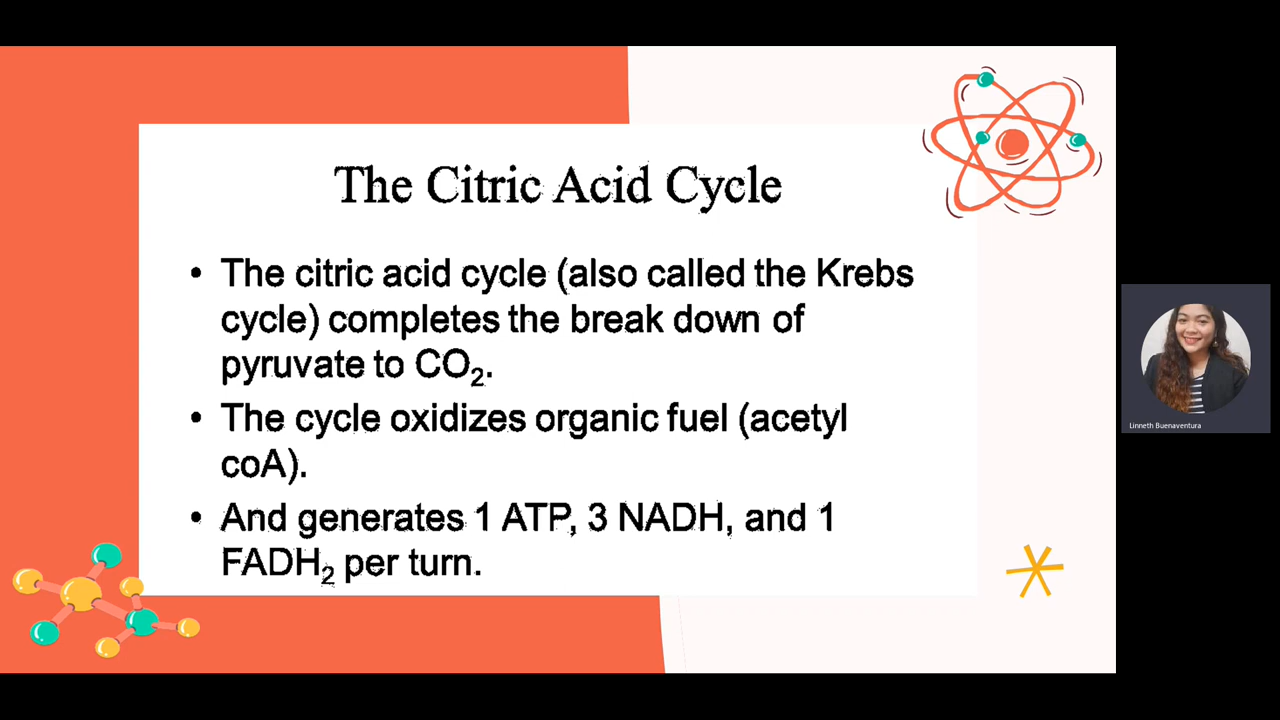 The Citric Acid Cycle
• The citric acid cycle (also called the Krebs
cycle) completes the break down of
pyruvate to CO₂.
• The cycle oxidizes organic fuel (acetyl
coA).
• And generates 1 ATP, 3 NADH, and 1
FADH₂ per turn.
Linneth Buenaventura